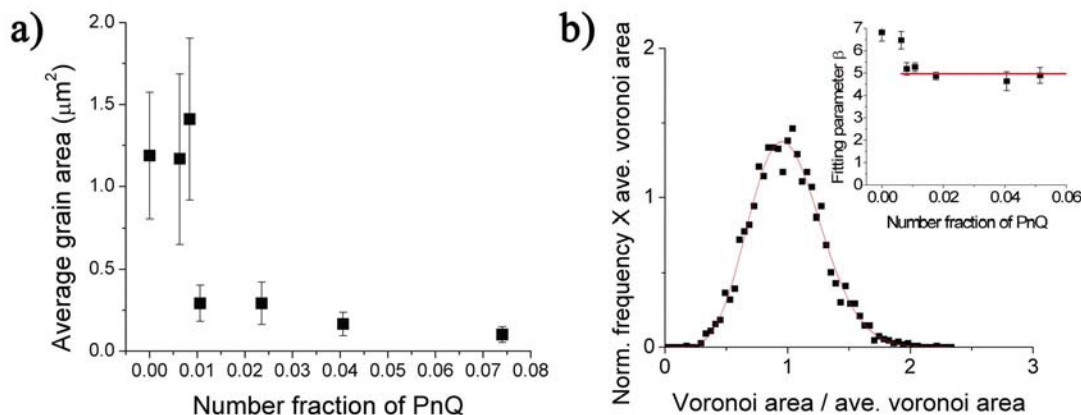 a)
Average grain area (μm²)
2.0
1.5
1.0
0.5
0.0
0.00 0.01 0.02 0.03 0.04 0.05 0.06 0.07 0.08
Number fraction of PnQ
b)
Norm. frequency X ave. voronoi area
2
1
0
0 1 2 3
Voronoi area / ave. voronoi area
Fitting parameter β
7
6
5
4
3
2
1
0
0.00 0.02 0.04 0.06
Number fraction of PnQ